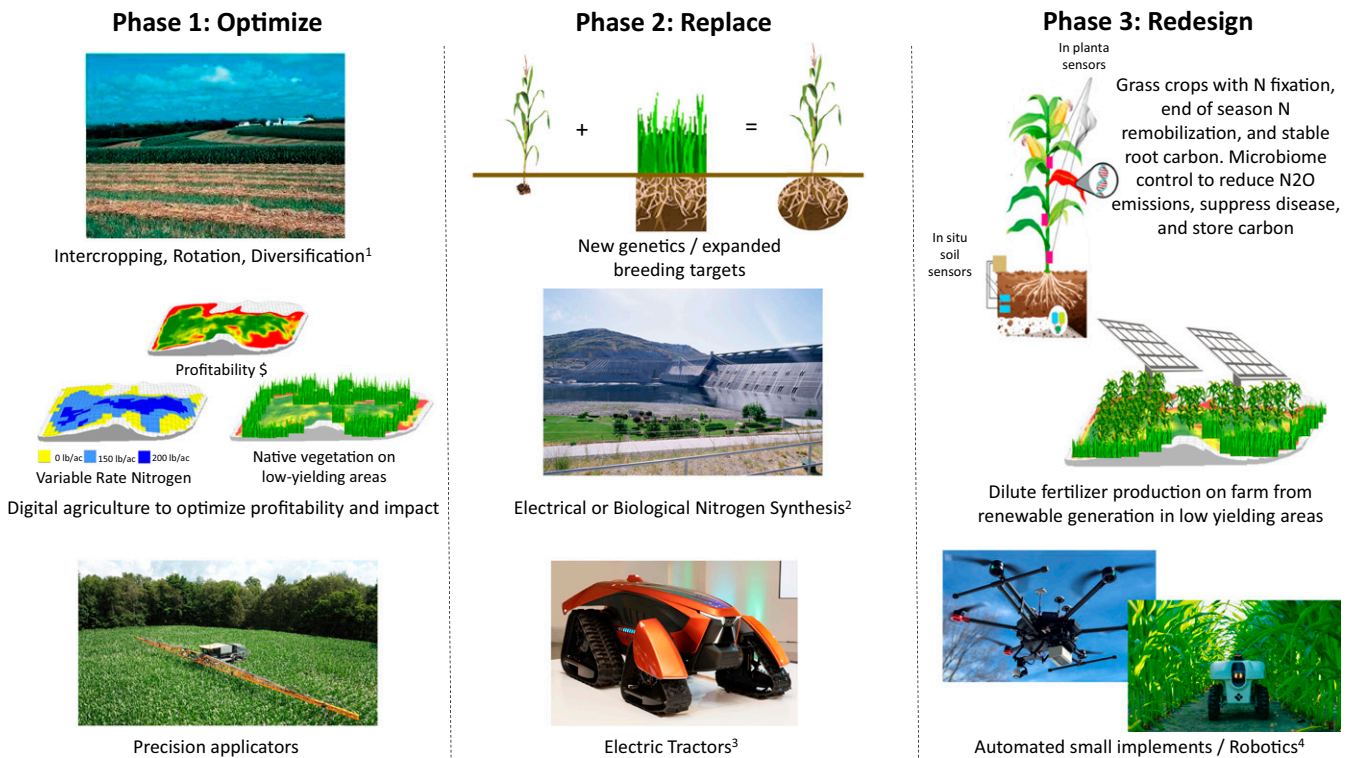 Phase 1: Optimize
Intercropping, Rotation, Diversification1
Profitability $
0 lb/ac 150 lb/ac 200 lb/ac
Variable Rate Nitrogen
Native vegetation on
low-yielding areas
Digital agriculture to optimize profitability and impact
Precision applicators
Phase 2: Replace
+
=
New genetics / expanded
breeding targets
Electrical or Biological Nitrogen Synthesis2
Electric Tractors3
Phase 3: Redesign
In planta
sensors
Grass crops with N fixation,
end of season N
remobilization, and stable
root carbon. Microbiome
control to reduce N2O
emissions, suppress disease,
and store carbon
In situ
soil
sensors
Dilute fertilizer production on farm from
renewable generation in low yielding areas
Automated small implements / Robotics4